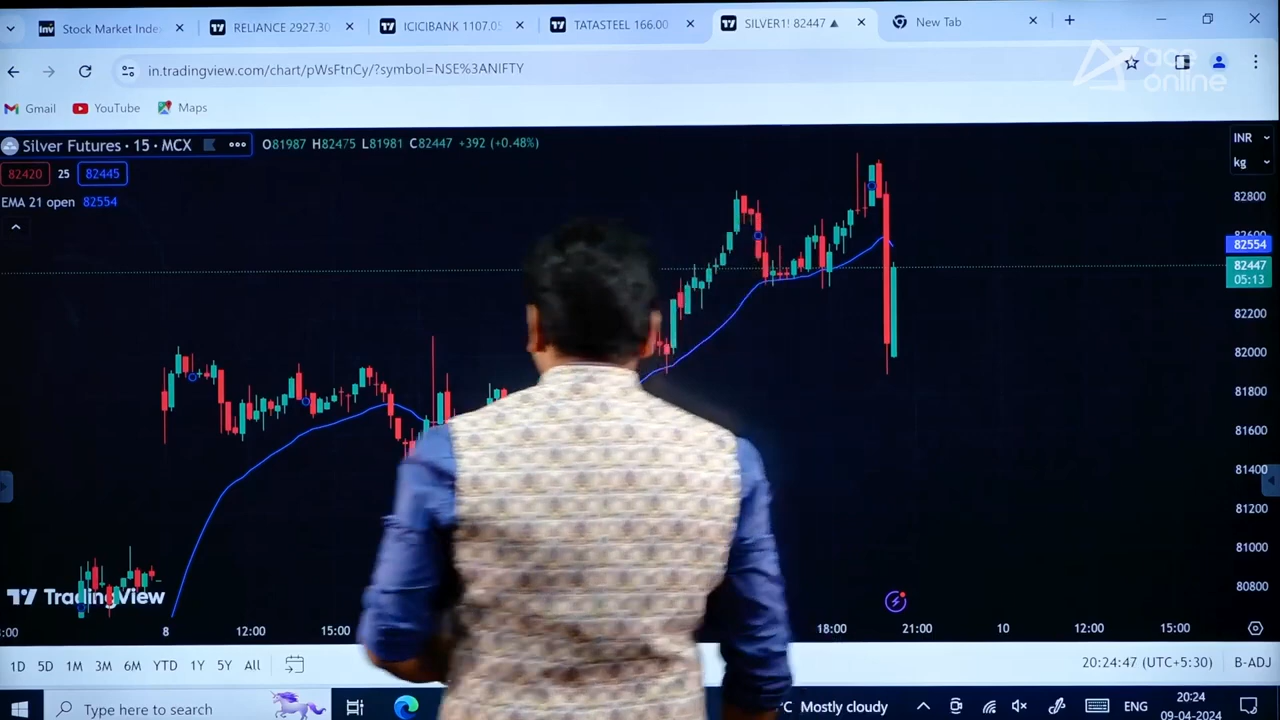 Stock Market Inde
RELIANCE 2927.30
ICICIBANK 1107.05
TATASTEEL 166.00
SILVER1! 82447 ▲
New Tab
in.tradingview.com/chart/pWsFtnCy/?symbol=NSE%3ANIFTY
ace online
Gmail
YouTube
Maps
Silver Futures · 15 · MCX
O81987 H82475 L81981 C82447 +392 (+0.48%)
INR
kg
82420 25 82445
EMA 21 open 82554
82800
82600
82554
82447
05:13
82200
82000
81800
81600
81400
81200
81000
80800
TradingView
3:00 8 12:00 15:00 18:00 21:00 10 12:00 15:00
1D 5D 1M 3M 6M YTD 1Y 5Y All
20:24:47 (UTC+5:30) B-ADJ
Type here to search
°C Mostly cloudy
ENG
20:24
09-04-2024